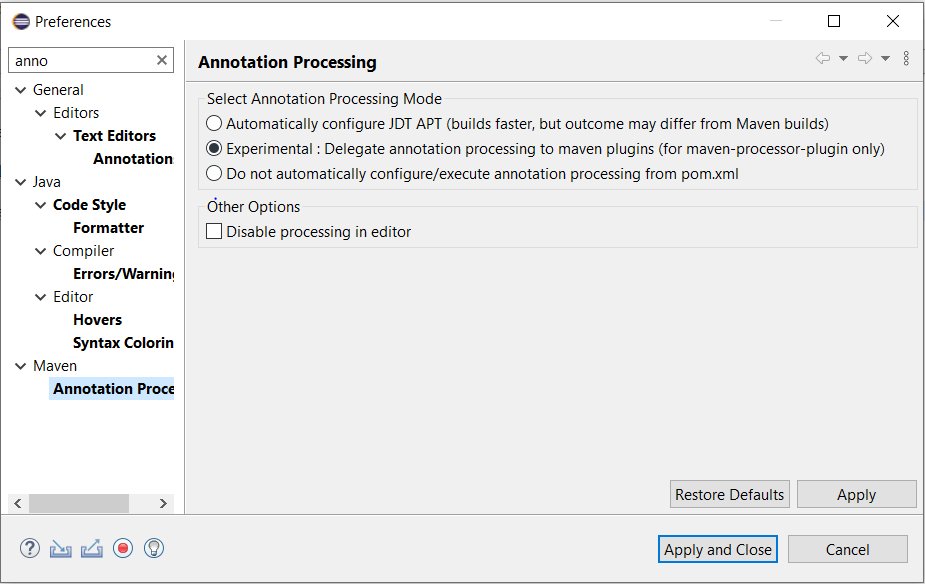 Preferences
anno
Annotation Processing
General
Editors
Text Editors
Annotation
Java
Code Style
Formatter
Compiler
Errors/Warnin
Editor
Hovers
Syntax Colorin
Maven
Annotation Proce
Select Annotation Processing Mode
Automatically configure JDT APT (builds faster, but outcome may differ from Maven builds)
Experimental : Delegate annotation processing to maven plugins (for maven-processor-plugin only)
Do not automatically configure/execute annotation processing from pom.xml
Other Options
Disable processing in editor
Restore Defaults
Apply
?
Apply and Close
Cancel